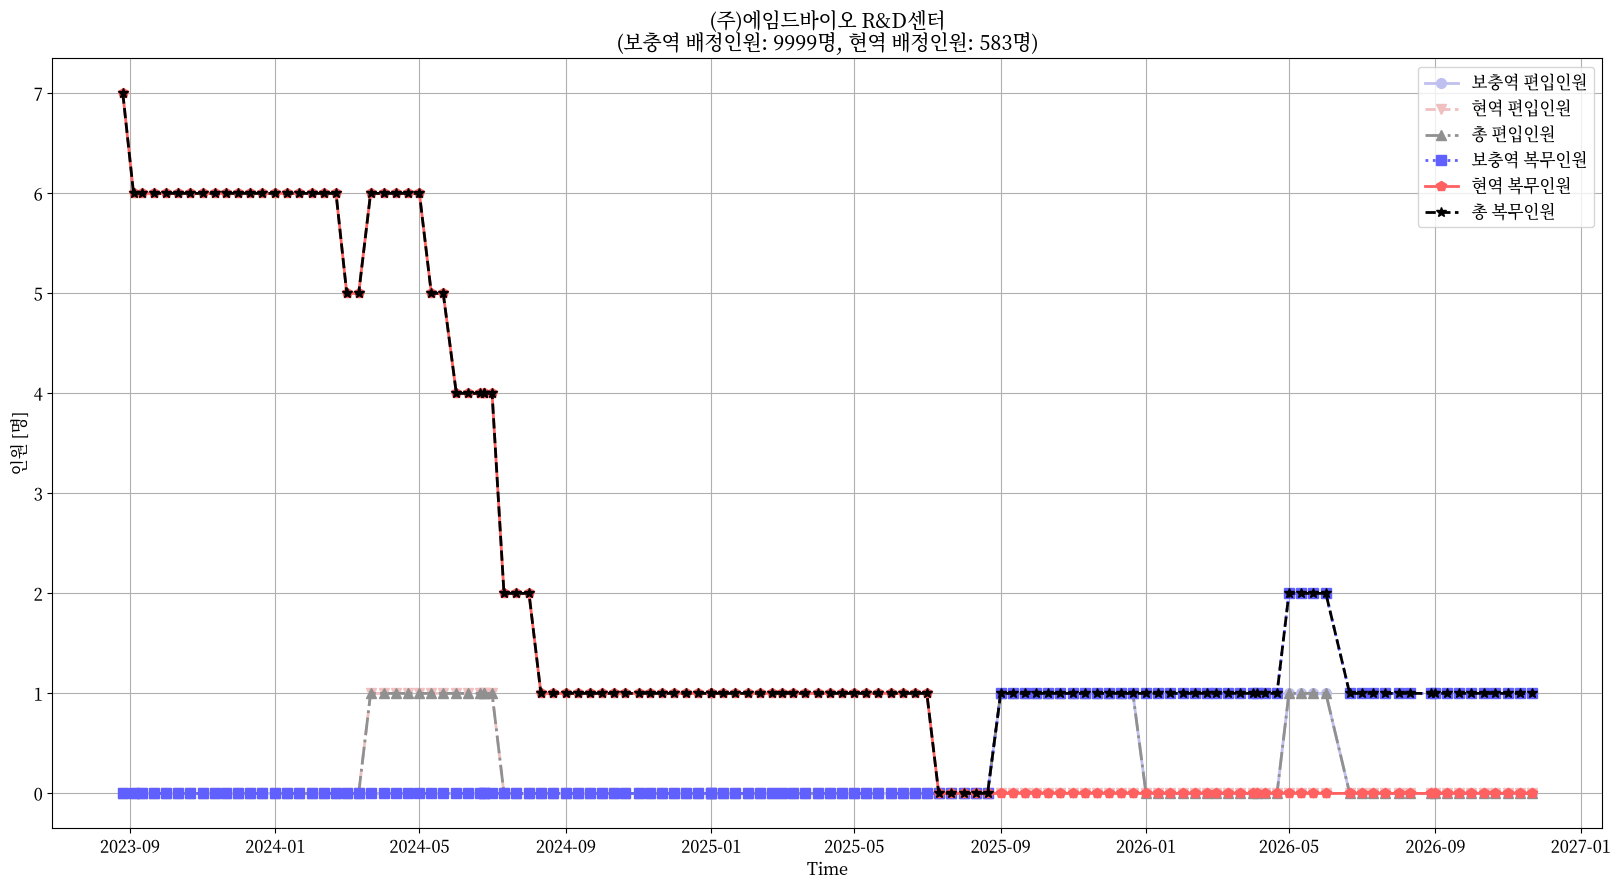 (주)에임드바이오 R&D센터
(보충역 배정인원: 9999명, 현역 배정인원: 583명)
보충역 편입인원
현역 편입인원
총 편입인원
보충역 복무인원
현역 복무인원
총 복무인원
인원 [명]
7
6
5
4
3
2
1
0
2023-09
2024-01
2024-05
2024-09
2025-01
2025-05
2025-09
2026-01
2026-05
2026-09
2027-01
Time